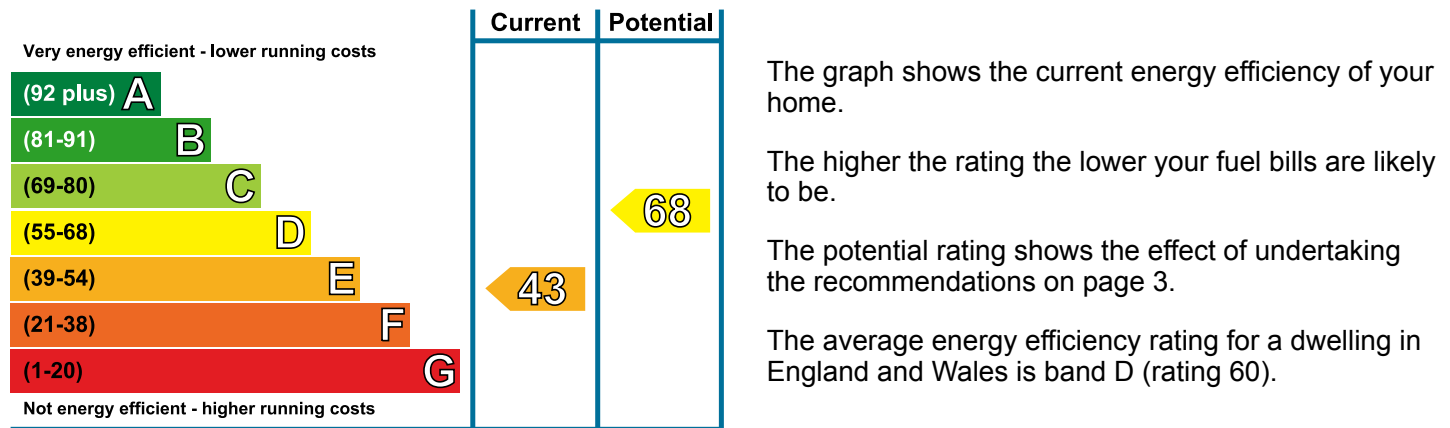 Current Potential
Very energy efficient - lower running costs
(92 plus) A
(81-91) B
(69-80) C
(55-68) D
(39-54) E
(21-38) F
(1-20) G
Not energy efficient - higher running costs
68
43
The graph shows the current energy efficiency of your
home.
The higher the rating the lower your fuel bills are likely
to be.
The potential rating shows the effect of undertaking
the recommendations on page 3.
The average energy efficiency rating for a dwelling in
England and Wales is band D (rating 60).